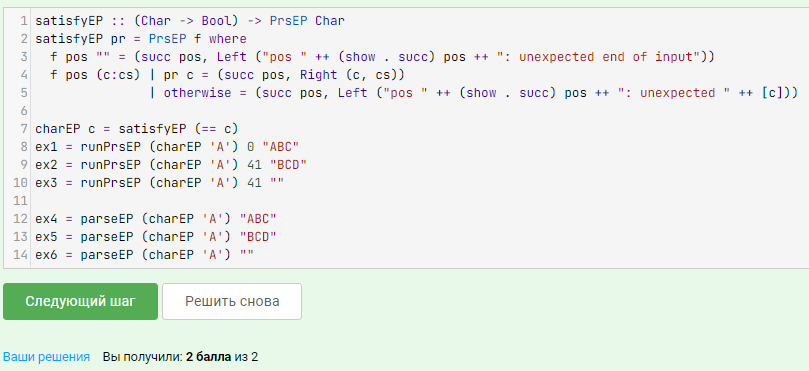 1 satisfyEP :: (Char -> Bool) -> PrsEP Char
2 satisfyEP pr = PrsEP f where
3   f pos "" = (succ pos, Left ("pos " ++ (show . succ) pos ++ ": unexpected end of input"))
4   f pos (c:cs) | pr c = (succ pos, Right (c, cs))
5                | otherwise = (succ pos, Left ("pos " ++ (show . succ) pos ++ ": unexpected " ++ [c]))
6
7 charEP c = satisfyEP (== c)
8 ex1 = runPrsEP (charEP 'A') 0 "ABC"
9 ex2 = runPrsEP (charEP 'A') 41 "BCD"
10 ex3 = runPrsEP (charEP 'A') 41 ""
11
12 ex4 = parseEP (charEP 'A') "ABC"
13 ex5 = parseEP (charEP 'A') "BCD"
14 ex6 = parseEP (charEP 'A') ""
Следующий шаг Решить снова
Ваши решения Вы получили: 2 балла из 2